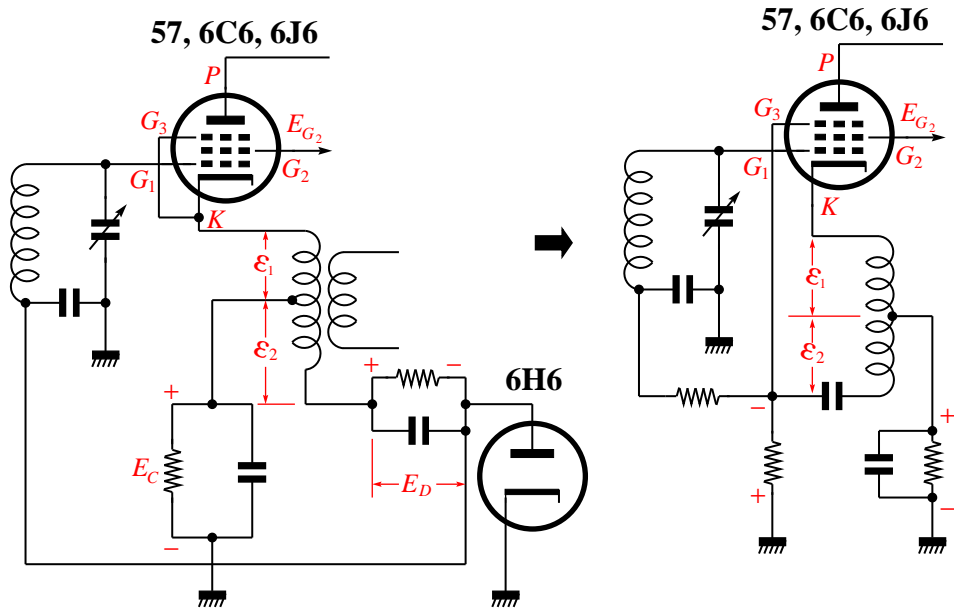 57, 6C6, 6J6
P
G3
EG2
G1
G2
K
ε1
ε2
+
+
−
6H6
EC
ED
−
57, 6C6, 6J6
P
G3
EG2
G1
G2
K
ε1
ε2
−
+
+
−